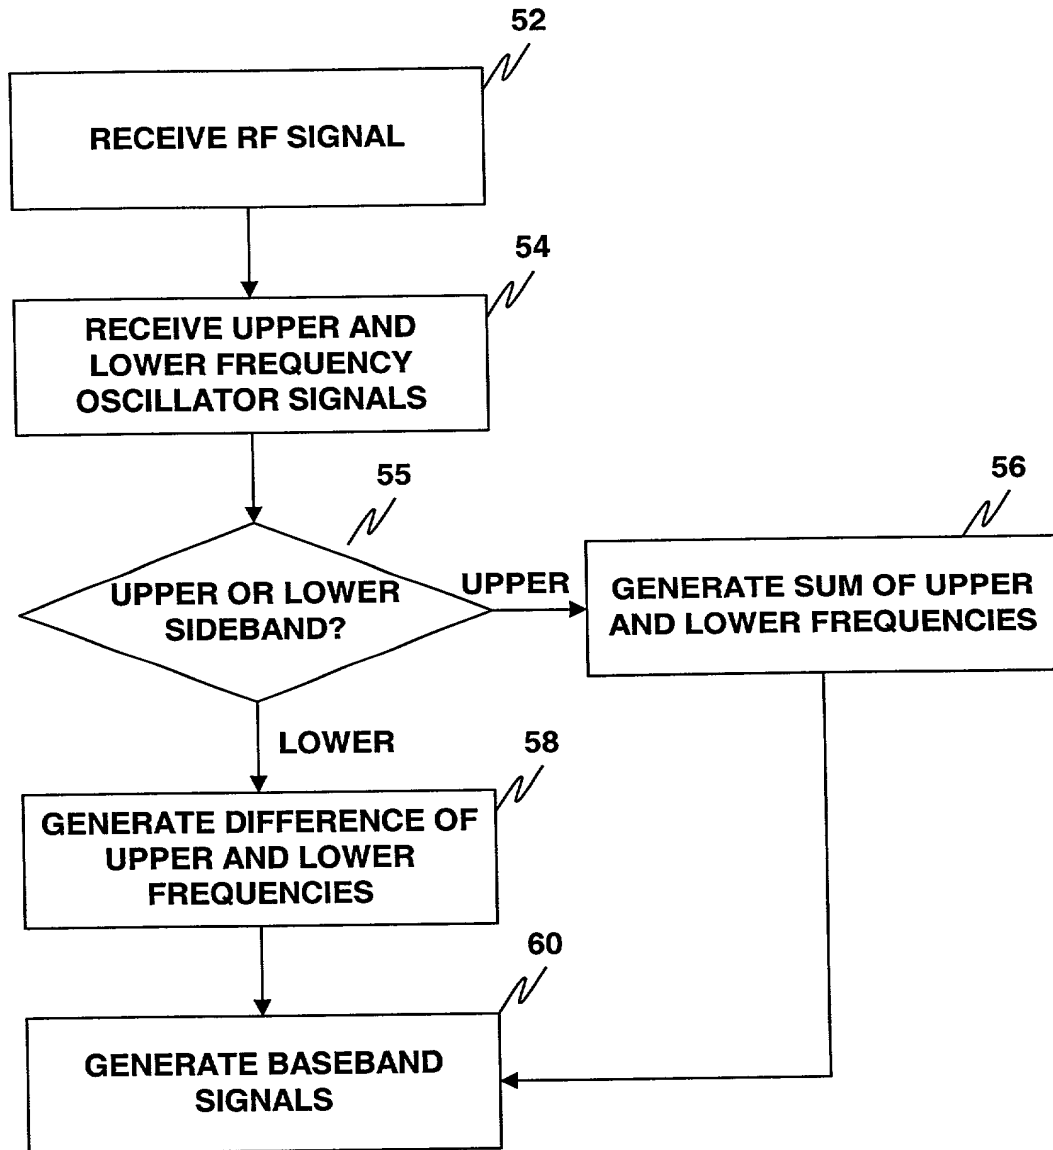 52
RECEIVE RF SIGNAL
54
RECEIVE UPPER AND
LOWER FREQUENCY
OSCILLATOR SIGNALS
55
UPPER OR LOWER
SIDEBAND?
UPPER
56
GENERATE SUM OF UPPER
AND LOWER FREQUENCIES
LOWER
58
GENERATE DIFFERENCE OF
UPPER AND LOWER
FREQUENCIES
60
GENERATE BASEBAND
SIGNALS